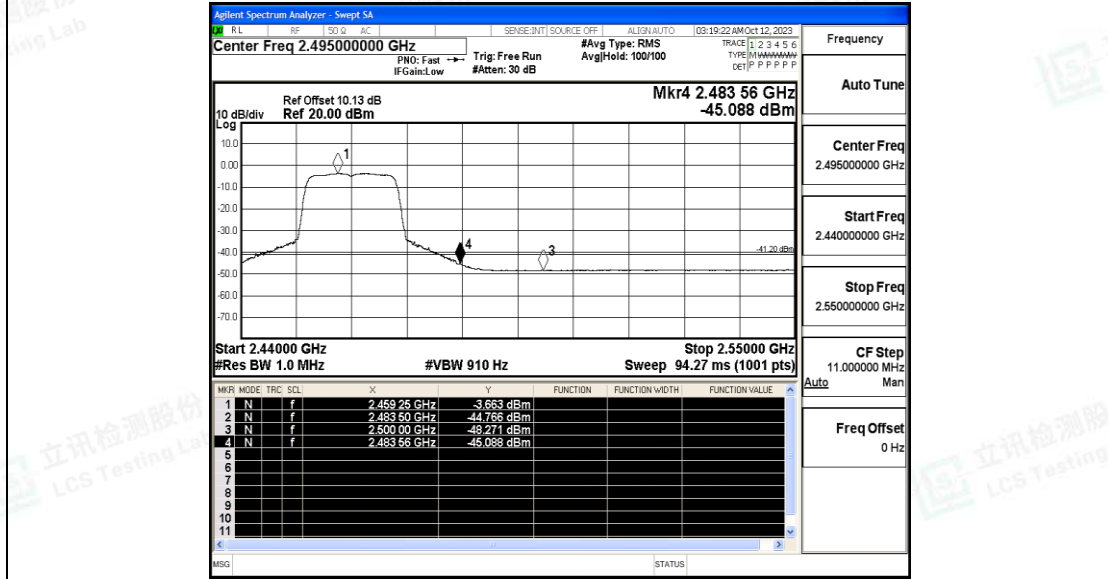 Agilent Spectrum Analyzer - Swept SA
RL RF 50 Ω AC SENSE:INT SOURCE OFF ALIGN AUTO 03:19:22 AM Oct 12, 2023
Center Freq 2.495000000 GHz
#Avg Type: RMS
TRACE 1 2 3 4 5 6
PNO: Fast Trig: Free Run Avg|Hold: 100/100
TYPE M WWWWW
IFGain:Low #Atten: 30 dB
DET P P P P P P
Mkr4 2.483 56 GHz
-45.088 dBm
Ref Offset 10.13 dB
10 dB/div Ref 20.00 dBm
Log
10.0
0.00
-10.0
-20.0
-30.0
-40.0
-50.0
-60.0
-70.0
1
4
3
-41.20 dBm
Start 2.44000 GHz Stop 2.55000 GHz
#Res BW 1.0 MHz #VBW 910 Hz Sweep 94.27 ms (1001 pts)
MKR MODE TRC SCL X Y FUNCTION FUNCTION WIDTH FUNCTION VALUE
1 N f 2.459 25 GHz -3.663 dBm
2 N f 2.483 50 GHz -44.766 dBm
3 N f 2.500 00 GHz -48.271 dBm
4 N f 2.483 56 GHz -45.088 dBm
5
6
7
8
9
10
11
MSG STATUS
Frequency
Auto Tune
Center Freq
2.495000000 GHz
Start Freq
2.440000000 GHz
Stop Freq
2.550000000 GHz
CF Step
11.000000 MHz
Auto Man
Freq Offset
0 Hz
立讯检测股份
LCS Testing Lab
立讯检测股
LCS Testing